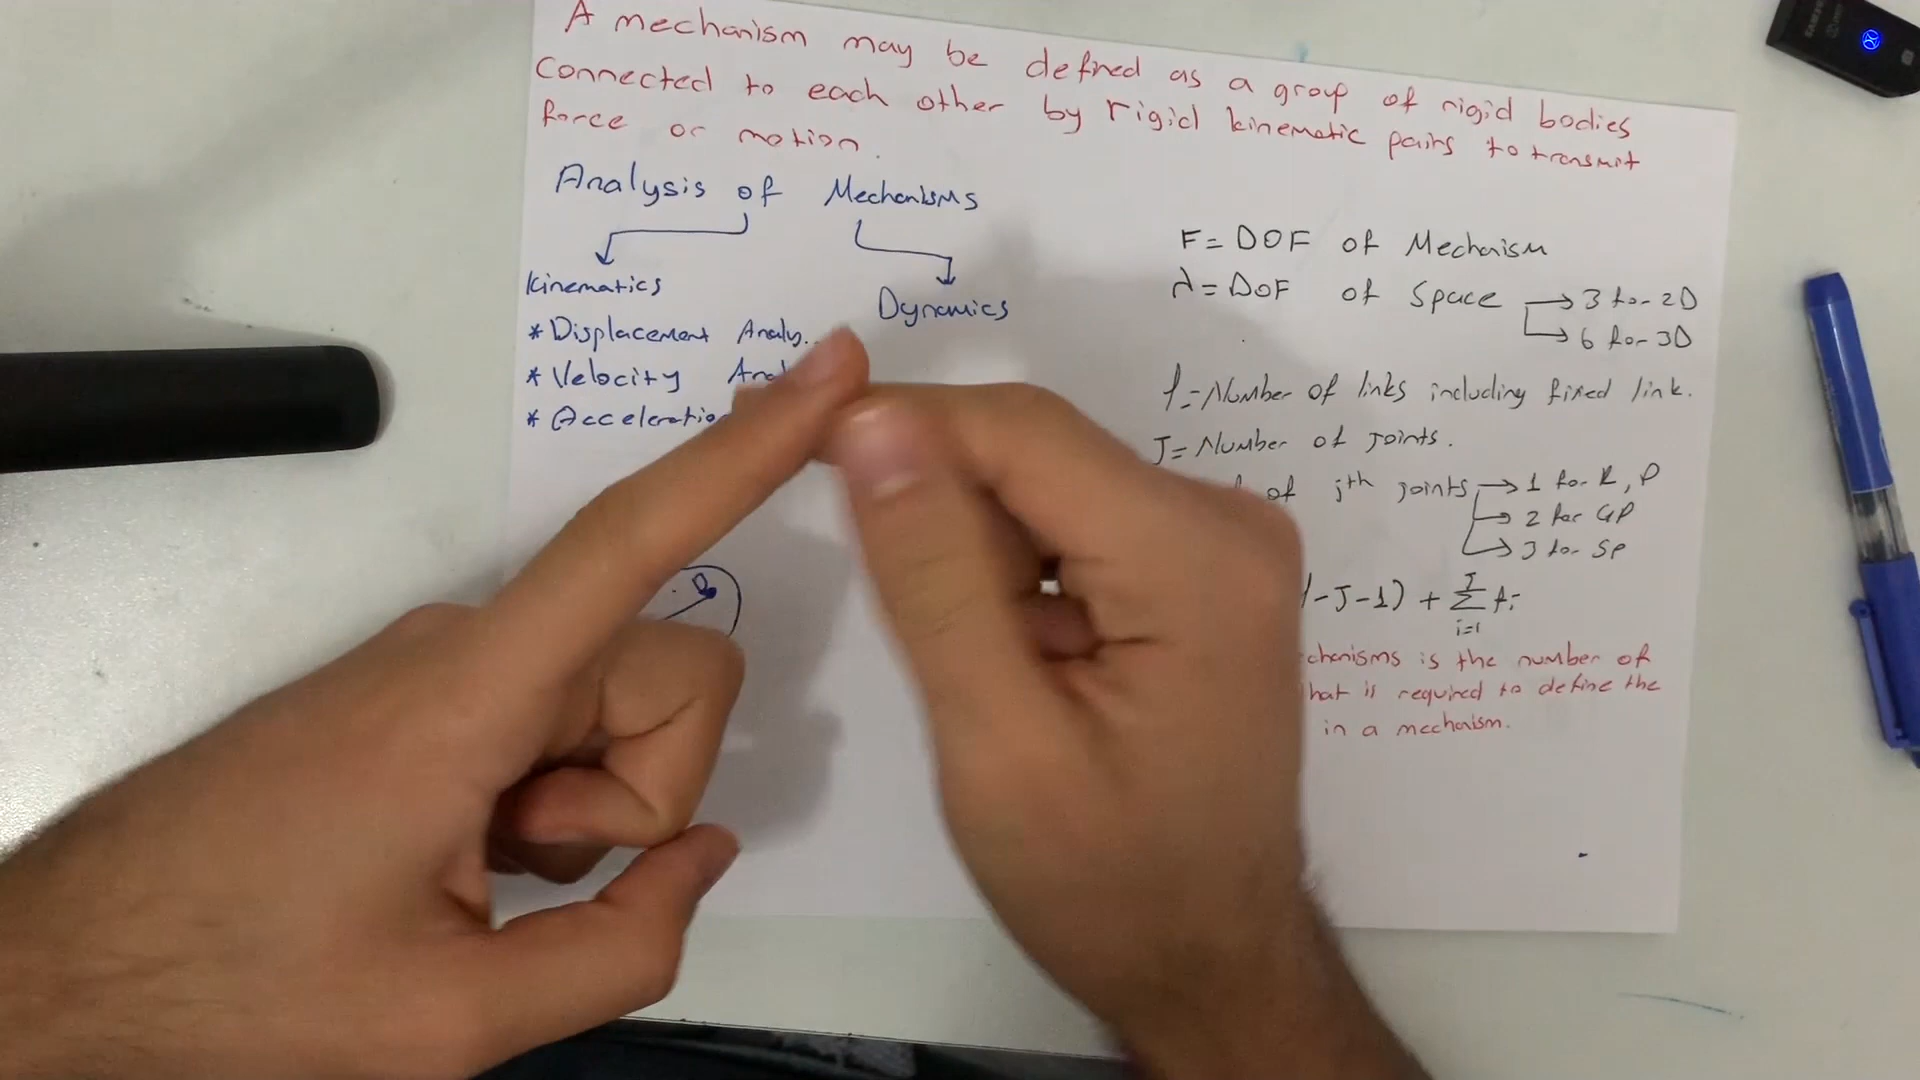 A mechanism may be defined as a group of rigid bodies
connected to each other by rigid kinematic pairs to transmit
force or motion.
Analysis of Mechanisms
Kinematics
Dynamics
* Displacement Analy.
* Velocity Anal
* Acceleratio
F = DOF of Mechanism
λ = DOF of Space → 3 for 2D
→ 6 for 3D
l = Number of links including fixed link.
J = Number of joints.
of jth joints → 1 for R, P
→ 2 for CP
→ 3 for SP
l-J-1) + Σ fi
J
i=1
chanisms is the number of
hat is required to define the
in a mechanism.
SAMSUNG